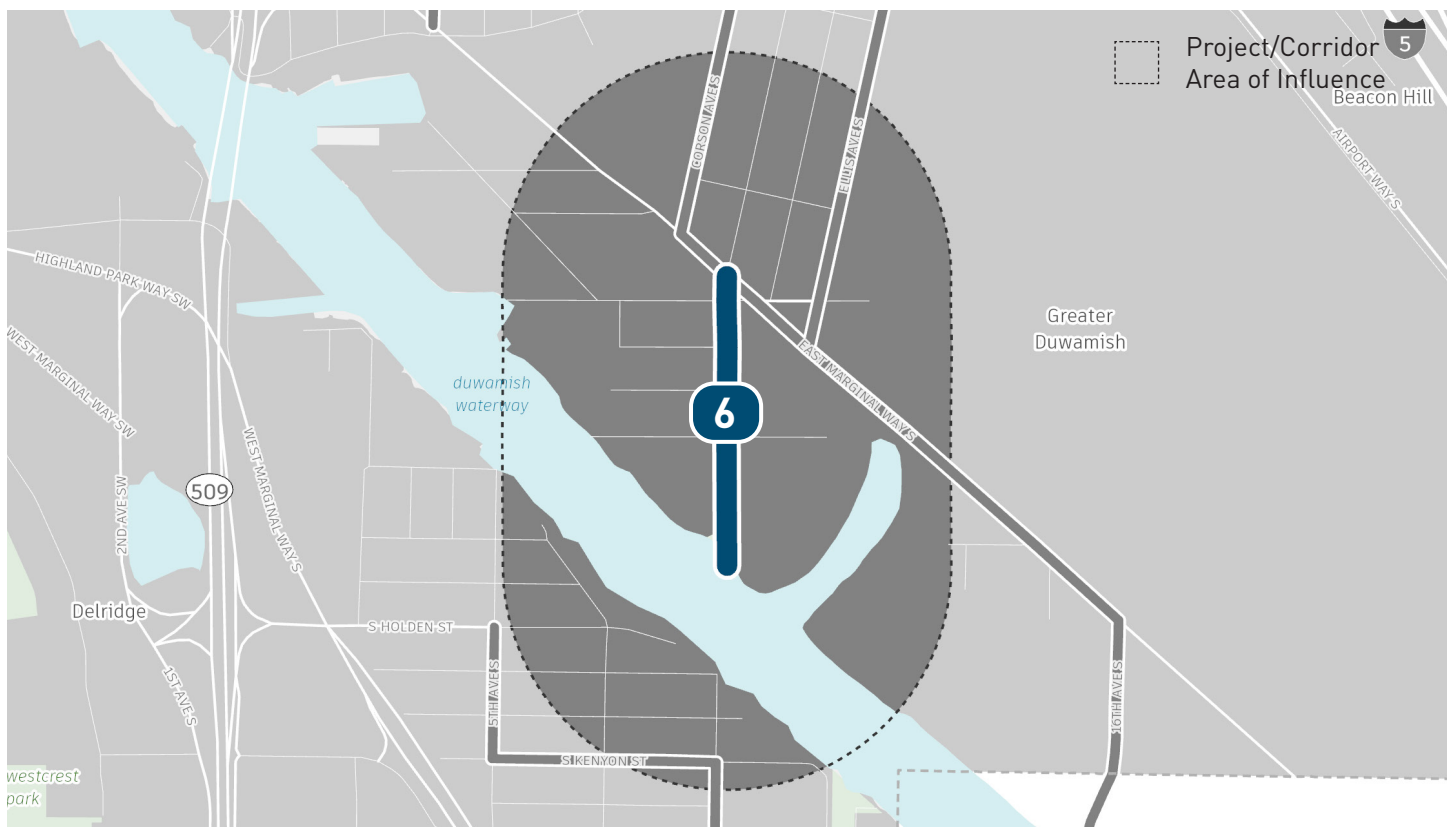 Project/Corridor
Area of Influence
5
Beacon Hill
AIRPORT WAY S
CORSON AVE S
ELLIS AVE S
HIGHLAND PARK WAY SW
WEST MARGINAL WAY SW
Greater
Duwamish
EAST MARGINAL WAY S
duwamish
waterway
6
509
2ND AVE SW
WEST MARGINAL WAY S
Delridge
S HOLDEN ST
1ST AVE S
5TH AVE S
16TH AVE S
S KENYON ST
westcrest
park